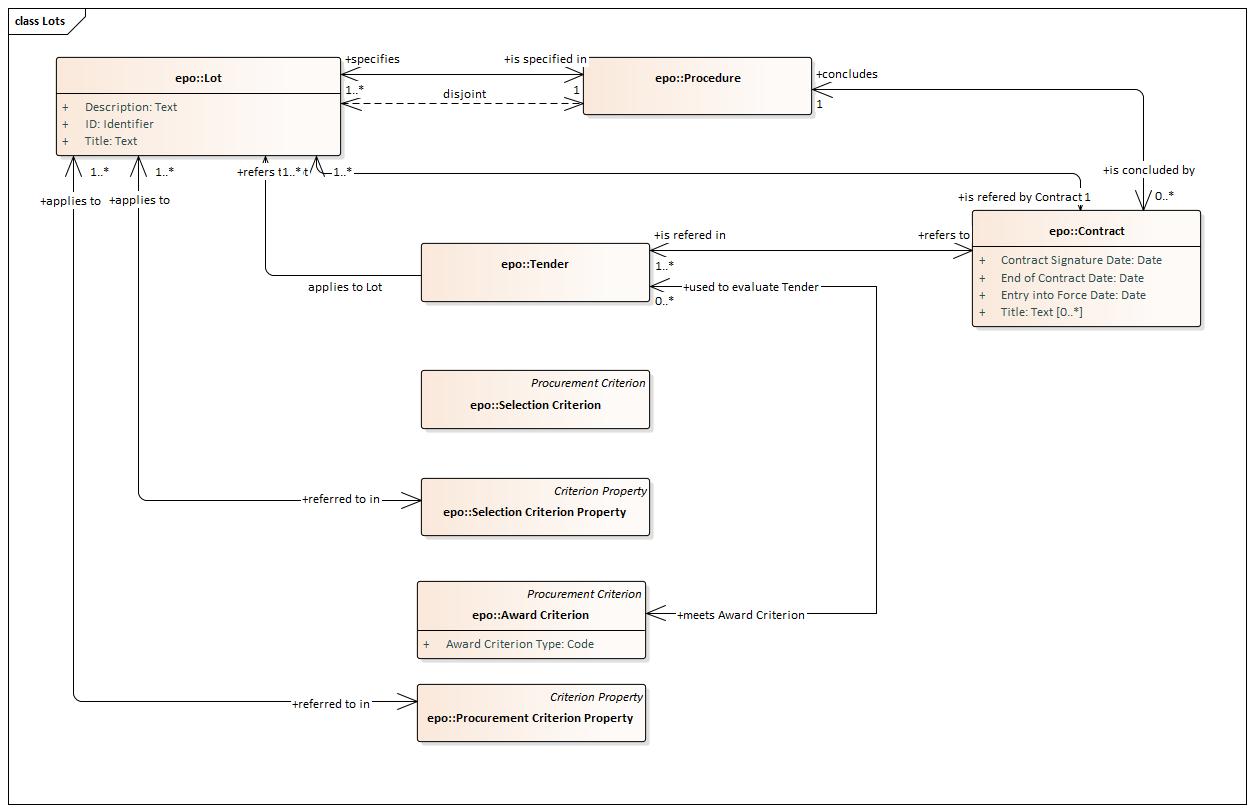 class Lots
epo::Lot
+ Description: Text
+ ID: Identifier
+ Title: Text
+specifies
+is specified in
1..*
1
disjoint
epo::Procedure
+concludes
1
+is concluded by
0..*
1..*
1..*
+refers
1..*
1..*
+applies to
+applies to
+is refered by Contract
1
epo::Contract
+ Contract Signature Date: Date
+ End of Contract Date: Date
+ Entry into Force Date: Date
+ Title: Text [0..*]
epo::Tender
+is refered in
+refers to
1..*
+used to evaluate Tender
0..*
applies to Lot
Procurement Criterion
epo::Selection Criterion
Criterion Property
epo::Selection Criterion Property
+referred to in
Procurement Criterion
epo::Award Criterion
+ Award Criterion Type: Code
+meets Award Criterion
Criterion Property
epo::Procurement Criterion Property
+referred to in